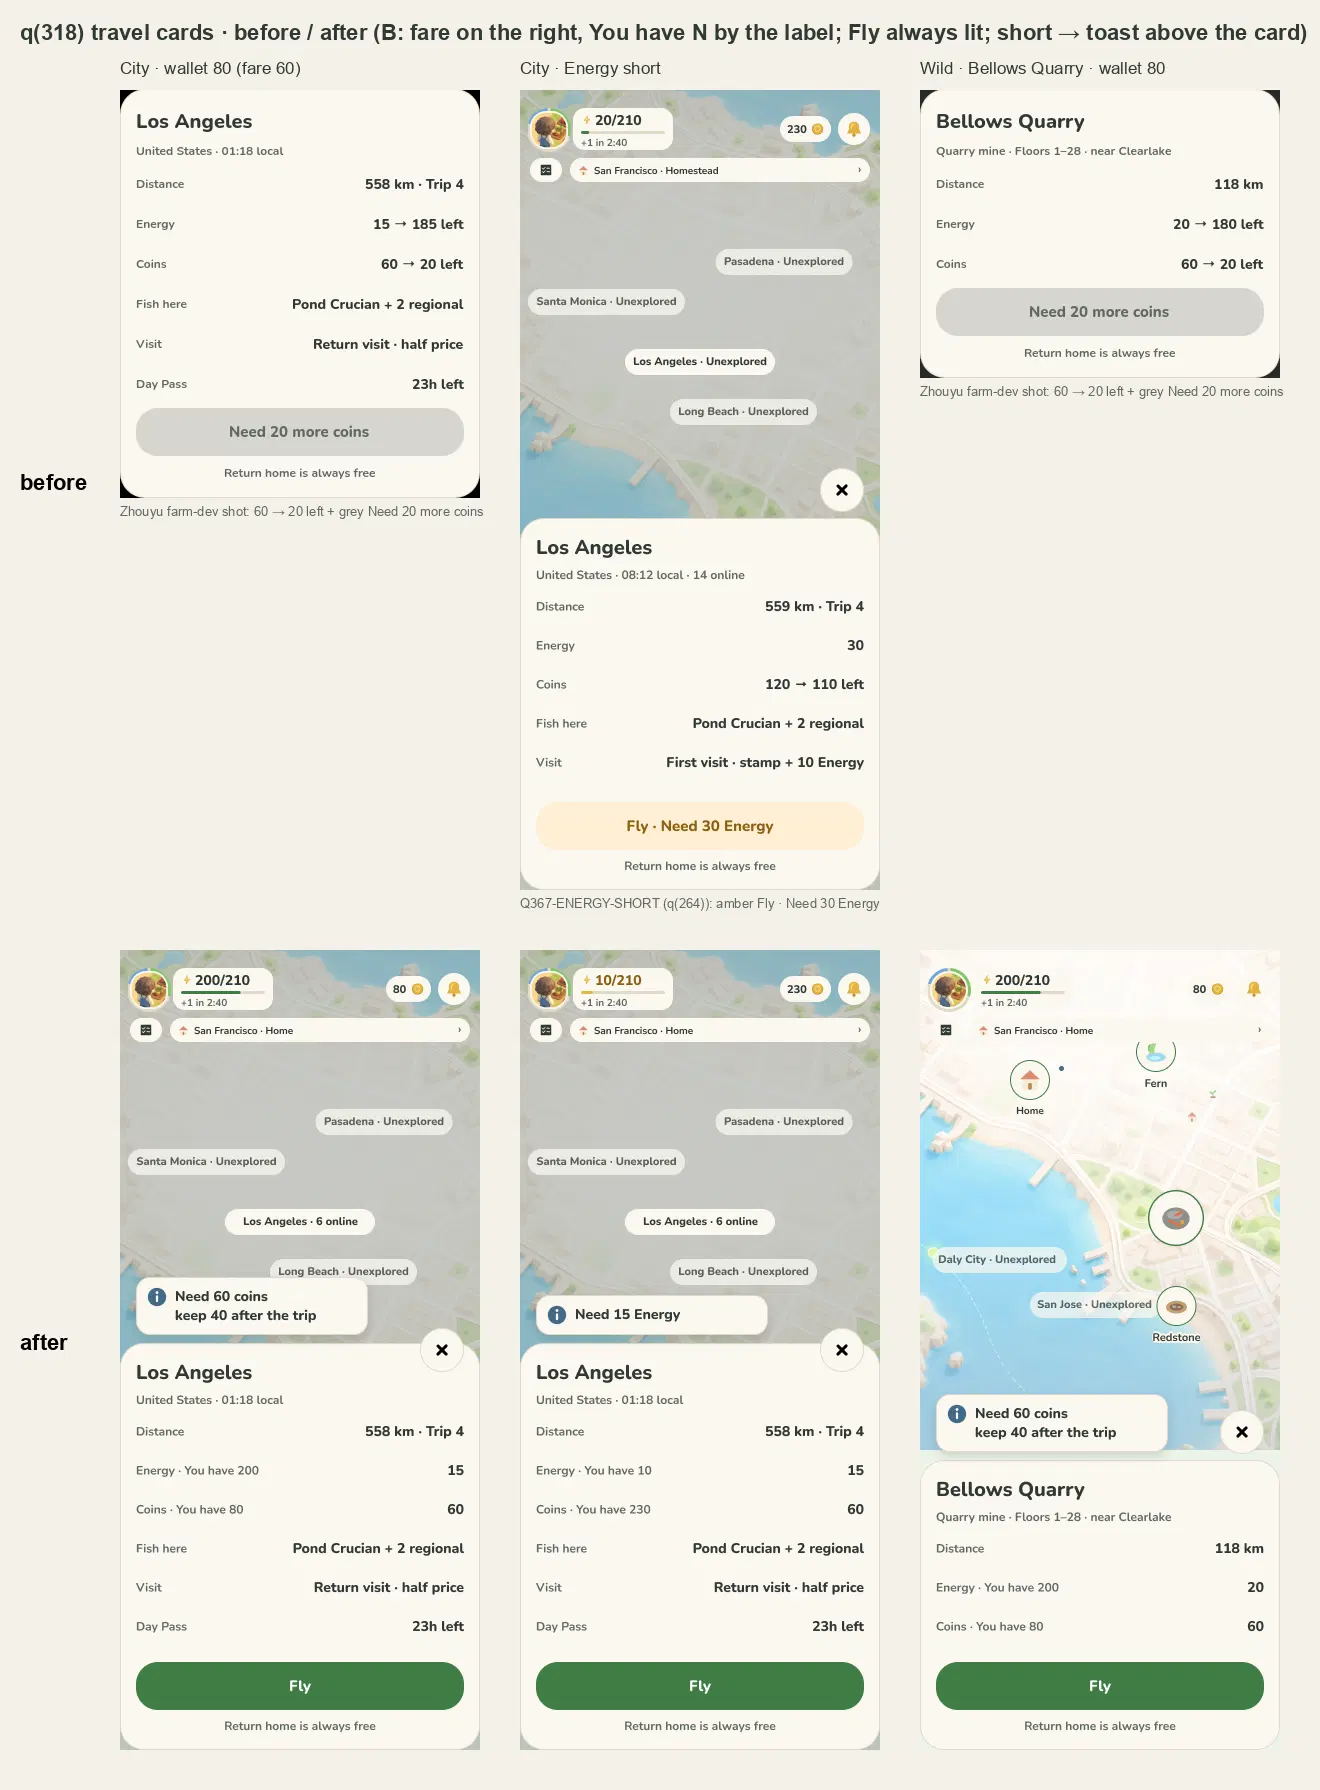 q(318) travel cards · before / after (B: fare on the right, You have N by the label; Fly always lit; short → toast above the card)
City · wallet 80 (fare 60)
Los Angeles
United States · 01:18 local
Distance 558 km · Trip 4
Energy 15 → 185 left
Coins 60 → 20 left
Fish here Pond Crucian + 2 regional
Visit Return visit · half price
Day Pass 23h left
Need 20 more coins
Return home is always free
Zhouyu farm-dev shot: 60 → 20 left + grey Need 20 more coins
City · Energy short
20/210
+1 in 2:40
230
San Francisco · Homestead ›
Pasadena · Unexplored
Santa Monica · Unexplored
Los Angeles · Unexplored
Long Beach · Unexplored
Los Angeles
United States · 08:12 local · 14 online
Distance 559 km · Trip 4
Energy 30
Coins 120 → 110 left
Fish here Pond Crucian + 2 regional
Visit First visit · stamp + 10 Energy
Fly · Need 30 Energy
Return home is always free
Q367-ENERGY-SHORT (q(264)): amber Fly · Need 30 Energy
Wild · Bellows Quarry · wallet 80
Bellows Quarry
Quarry mine · Floors 1–28 · near Clearlake
Distance 118 km
Energy 20 → 180 left
Coins 60 → 20 left
Need 20 more coins
Return home is always free
Zhouyu farm-dev shot: 60 → 20 left + grey Need 20 more coins
before
after
200/210
+1 in 2:40
80
San Francisco · Home ›
Pasadena · Unexplored
Santa Monica · Unexplored
Los Angeles · 6 online
Long Beach · Unexplored
Need 60 coins
keep 40 after the trip
Los Angeles
United States · 01:18 local
Distance 558 km · Trip 4
Energy · You have 200 15
Coins · You have 80 60
Fish here Pond Crucian + 2 regional
Visit Return visit · half price
Day Pass 23h left
Fly
Return home is always free
10/210
+1 in 2:40
230
San Francisco · Home ›
Pasadena · Unexplored
Santa Monica · Unexplored
Los Angeles · 6 online
Long Beach · Unexplored
Need 15 Energy
Los Angeles
United States · 01:18 local
Distance 558 km · Trip 4
Energy · You have 10 15
Coins · You have 230 60
Fish here Pond Crucian + 2 regional
Visit Return visit · half price
Day Pass 23h left
Fly
Return home is always free
200/210
+1 in 2:40
80
San Francisco · Home ›
Fern
Home
Daly City · Unexplored
San Jose · Unexplored
Redstone
Need 60 coins
keep 40 after the trip
Bellows Quarry
Quarry mine · Floors 1–28 · near Clearlake
Distance 118 km
Energy · You have 200 20
Coins · You have 80 60
Fly
Return home is always free